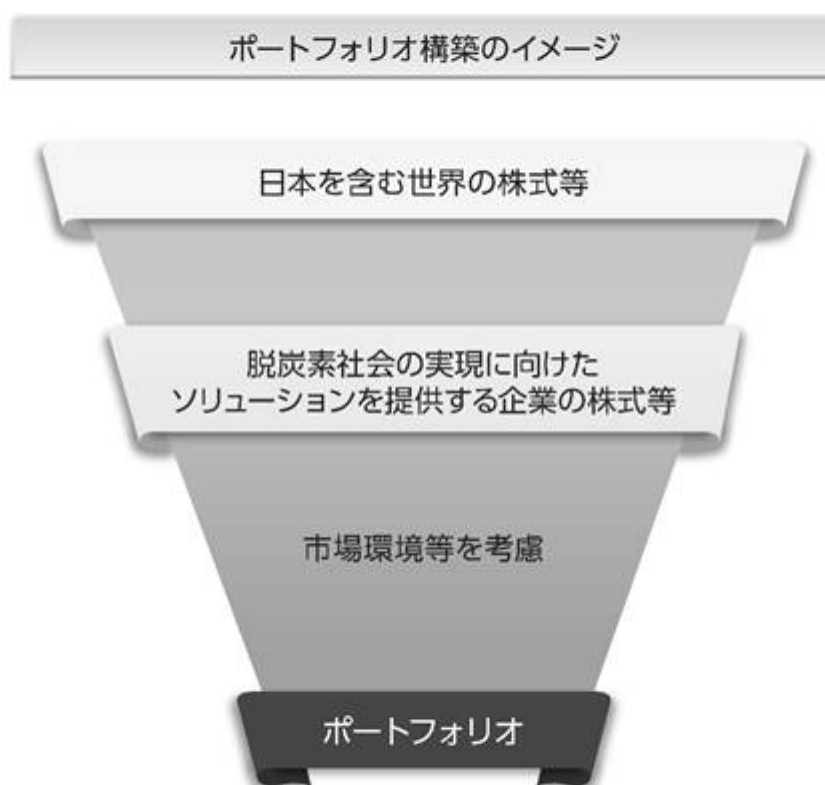 ポートフォリオ構築のイメージ
日本を含む世界の株式等
脱炭素社会の実現に向けた
ソリューションを提供する企業の株式等
市場環境等を考慮
ポートフォリオ